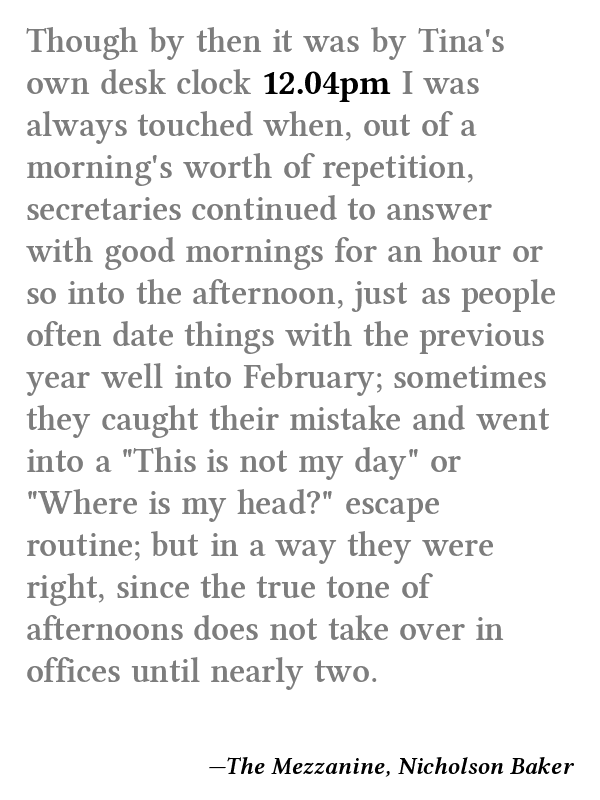 Though by then it was by Tina's
own desk clock 12.04pm I was
always touched when, out of a
morning's worth of repetition,
secretaries continued to answer
with good mornings for an hour or
so into the afternoon, just as people
often date things with the previous
year well into February; sometimes
they caught their mistake and went
into a "This is not my day" or
"Where is my head?" escape
routine; but in a way they were
right, since the true tone of
afternoons does not take over in
offices until nearly two.
—The Mezzanine, Nicholson Baker